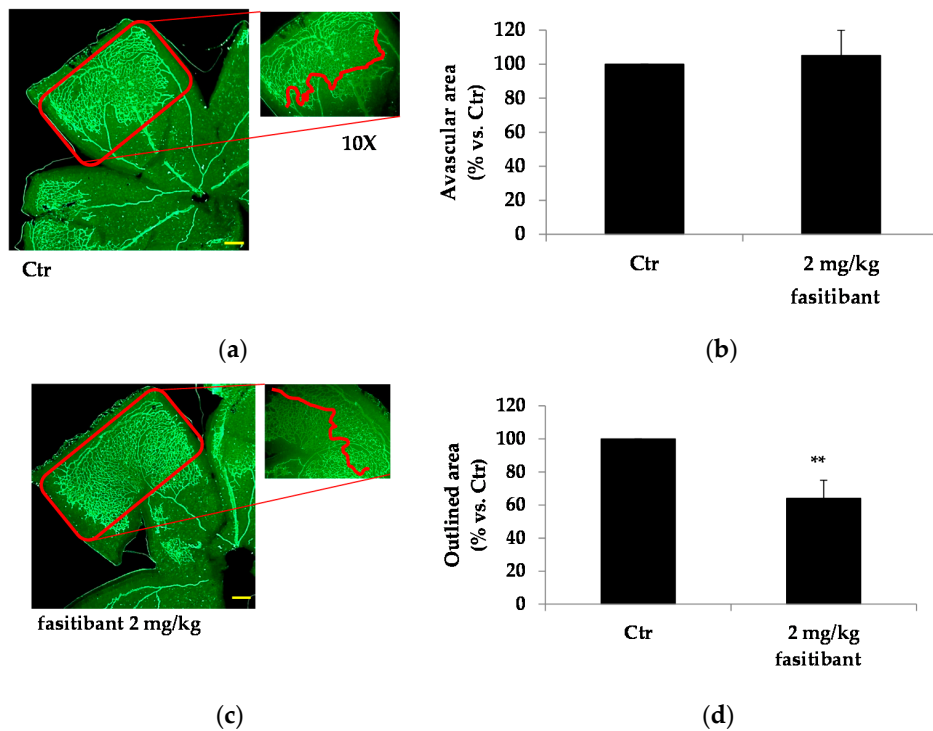 10X
Ctr
(a)
120
100
80
60
40
20
0
Avascular area
(% vs. Ctr)
Ctr
2 mg/kg
fasitibant
(b)
fasitibant 2 mg/kg
(c)
120
100
80
60
40
20
0
Outlined area
(% vs. Ctr)
**
Ctr
2 mg/kg
fasitibant
(d)